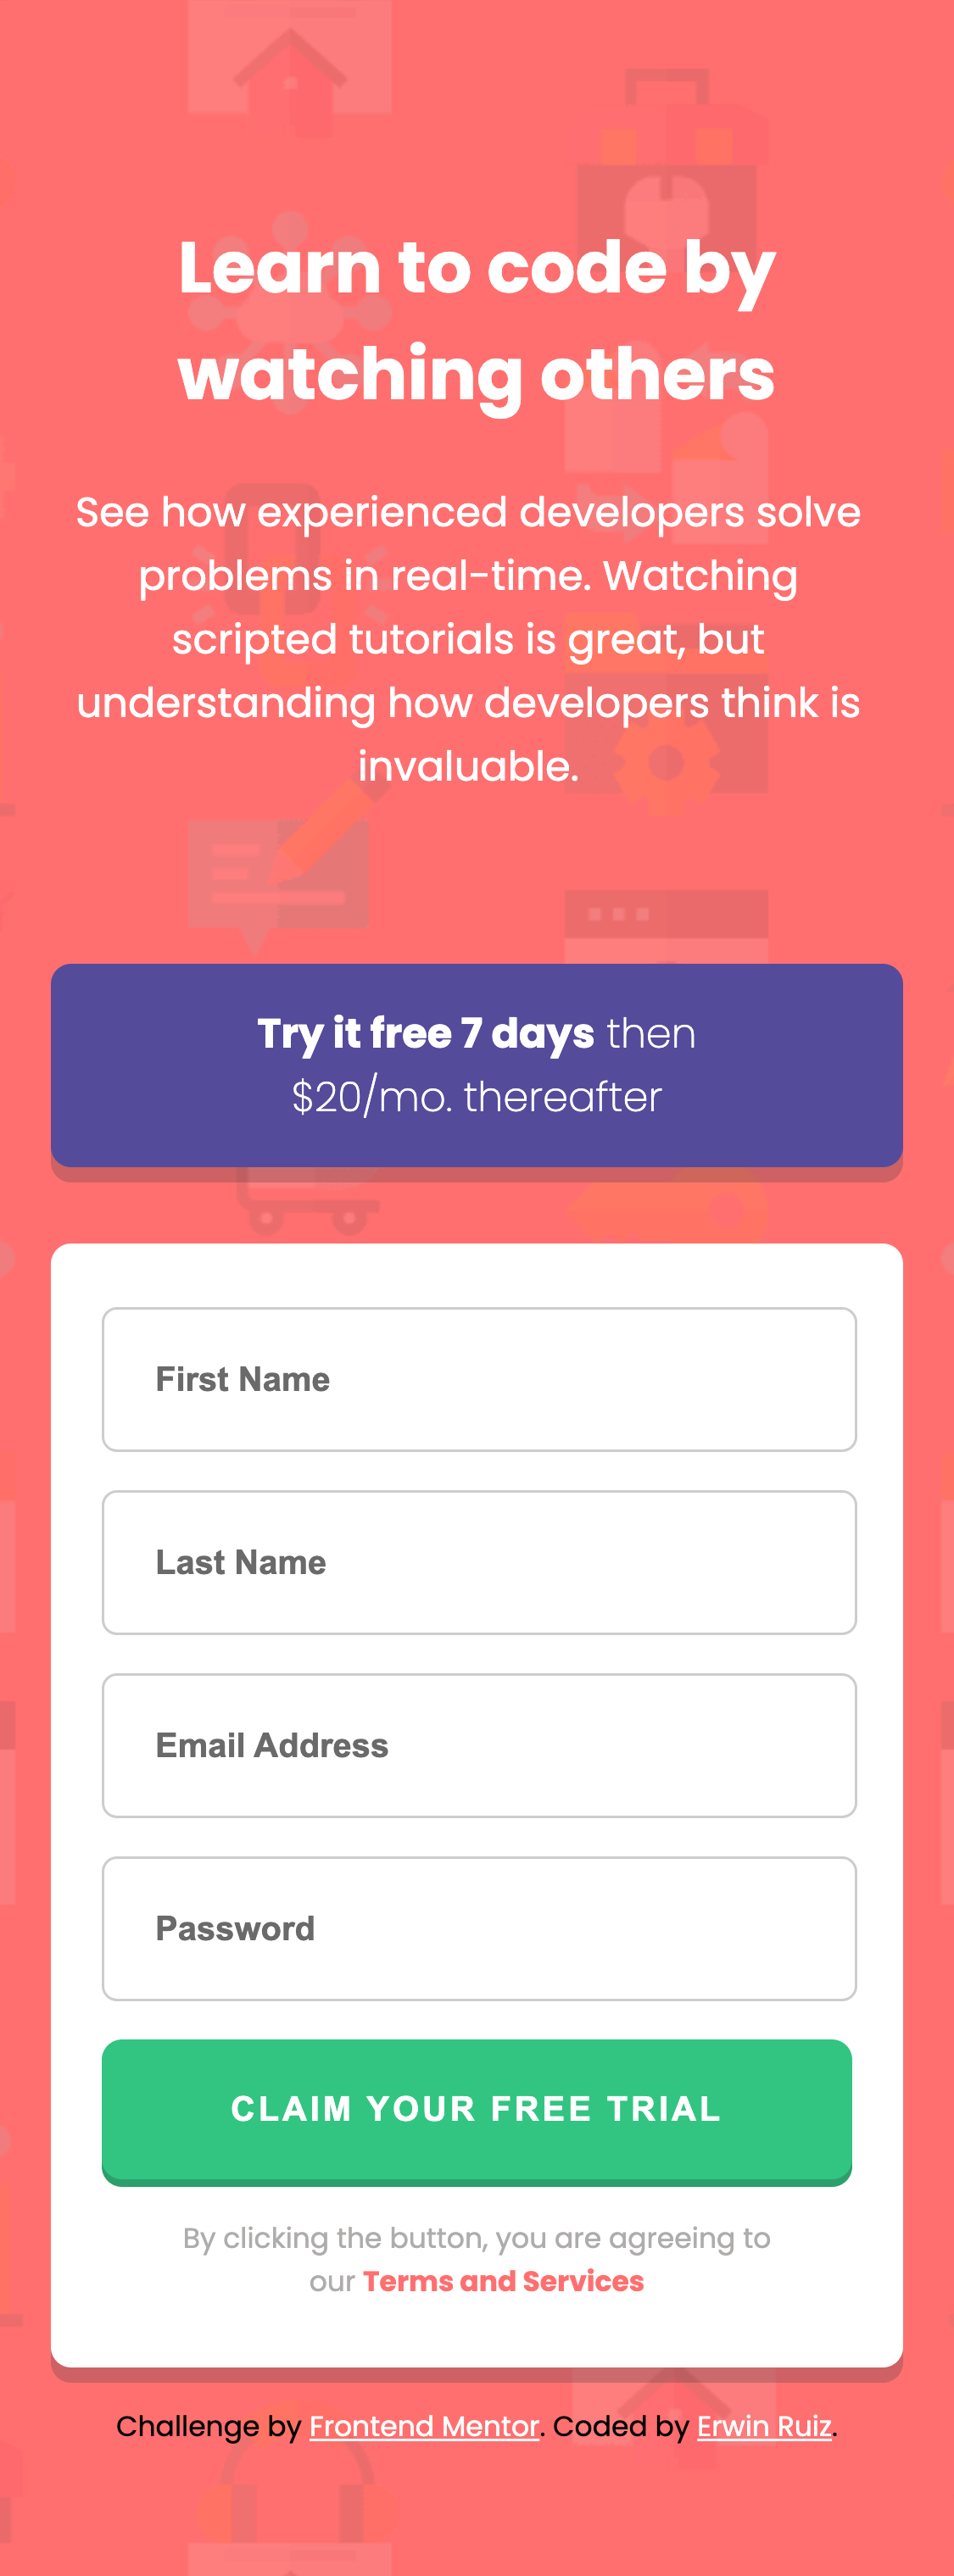 Learn to code by
watching others
See how experienced developers solve
problems in real-time. Watching
scripted tutorials is great, but
understanding how developers think is
invaluable.
Try it free 7 days then
$20/mo. thereafter
First Name
Last Name
Email Address
Password
CLAIM YOUR FREE TRIAL
By clicking the button, you are agreeing to
our Terms and Services
Challenge by Frontend Mentor. Coded by Erwin Ruiz.